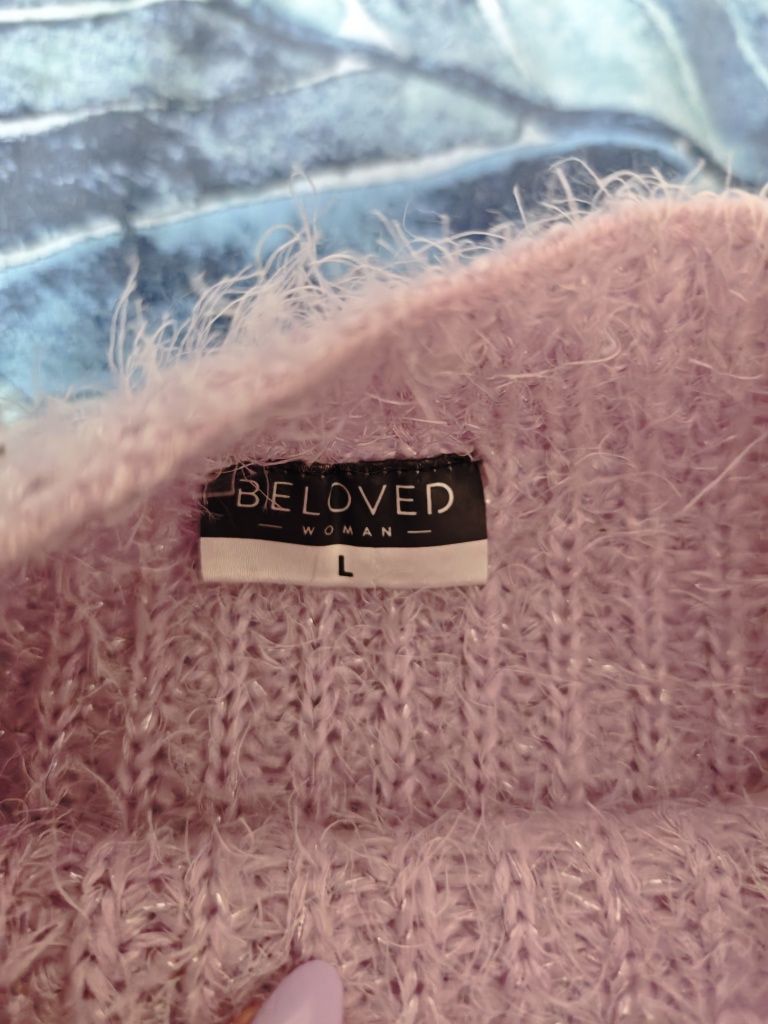 BELOVED
— WOMAN —
L